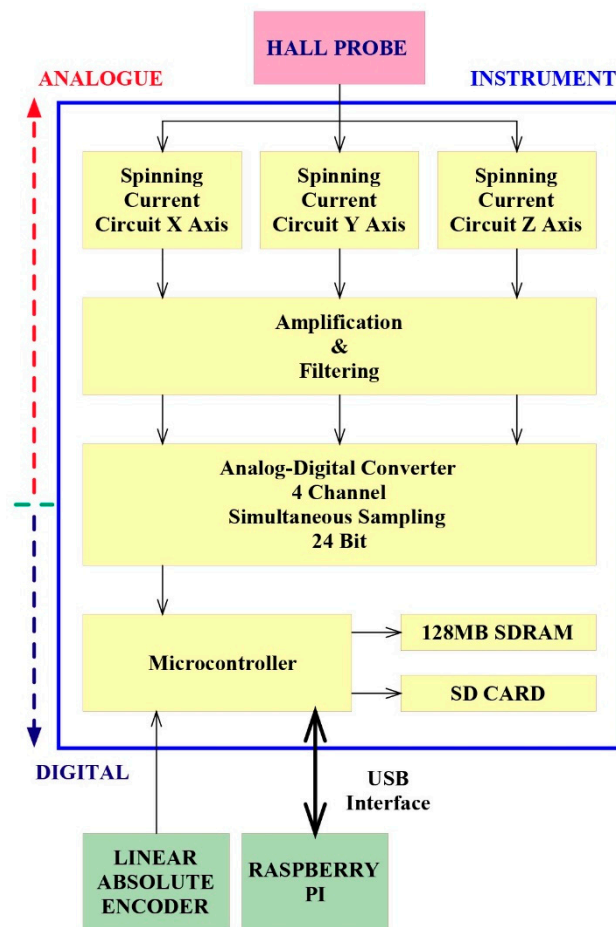 HALL PROBE
ANALOGUE
INSTRUMENT
Spinning
Current
Circuit X Axis
Spinning
Current
Circuit Y Axis
Spinning
Current
Circuit Z Axis
Amplification
&
Filtering
Analog-Digital Converter
4 Channel
Simultaneous Sampling
24 Bit
Microcontroller
128MB SDRAM
SD CARD
DIGITAL
USB
Interface
LINEAR
ABSOLUTE
ENCODER
RASPBERRY
PI